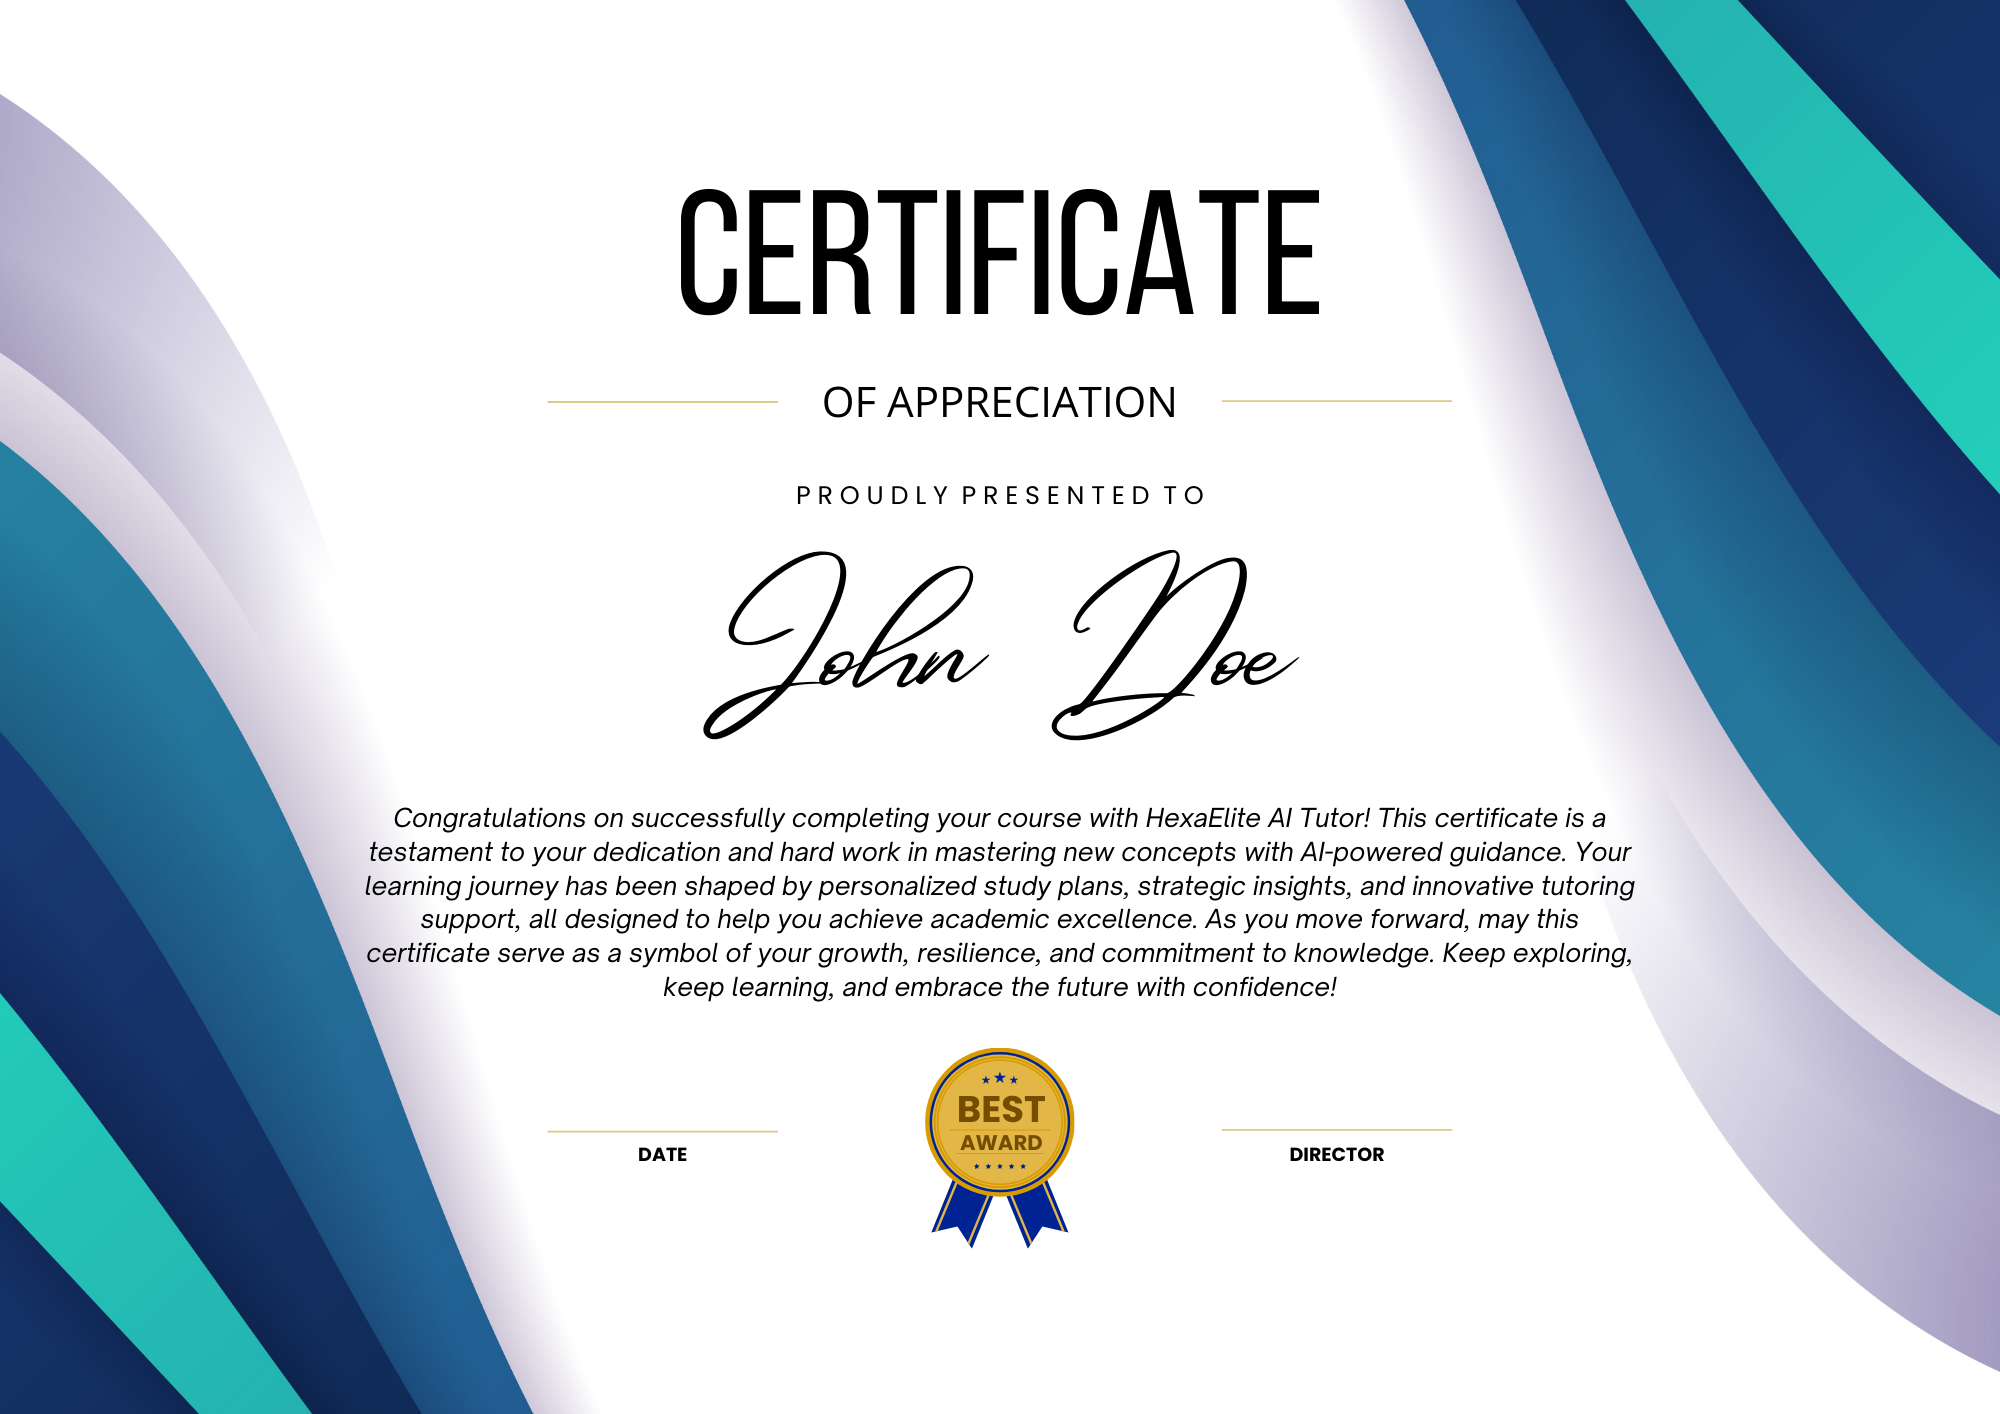 CERTIFICATE
OF APPRECIATION
PROUDLY PRESENTED TO
John Doe
Congratulations on successfully completing your course with HexaElite AI Tutor! This certificate is a
testament to your dedication and hard work in mastering new concepts with AI-powered guidance. Your
learning journey has been shaped by personalized study plans, strategic insights, and innovative tutoring
support, all designed to help you achieve academic excellence. As you move forward, may this
certificate serve as a symbol of your growth, resilience, and commitment to knowledge. Keep exploring,
keep learning, and embrace the future with confidence!
BEST
AWARD
DATE
DIRECTOR